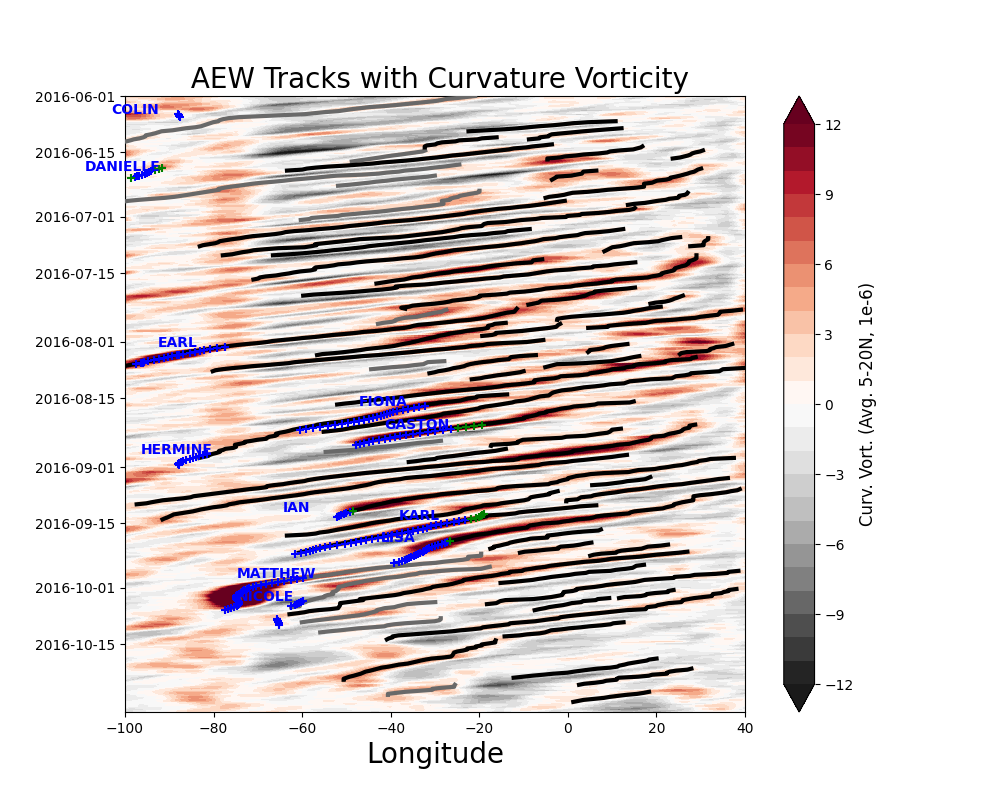 AEW Tracks with Curvature Vorticity
2016-06-01
2016-06-15
2016-07-01
2016-07-15
2016-08-01
2016-08-15
2016-09-01
2016-09-15
2016-10-01
2016-10-15
COLIN
DANIELLE
EARL
FIONA
GASTON
HERMINE
IAN
KARL
LISA
MATTHEW
NICOLE
−100
−80
−60
−40
−20
0
20
40
Longitude
12
9
6
3
0
−3
−6
−9
−12
Curv. Vort. (Avg. 5-20N, 1e-6)